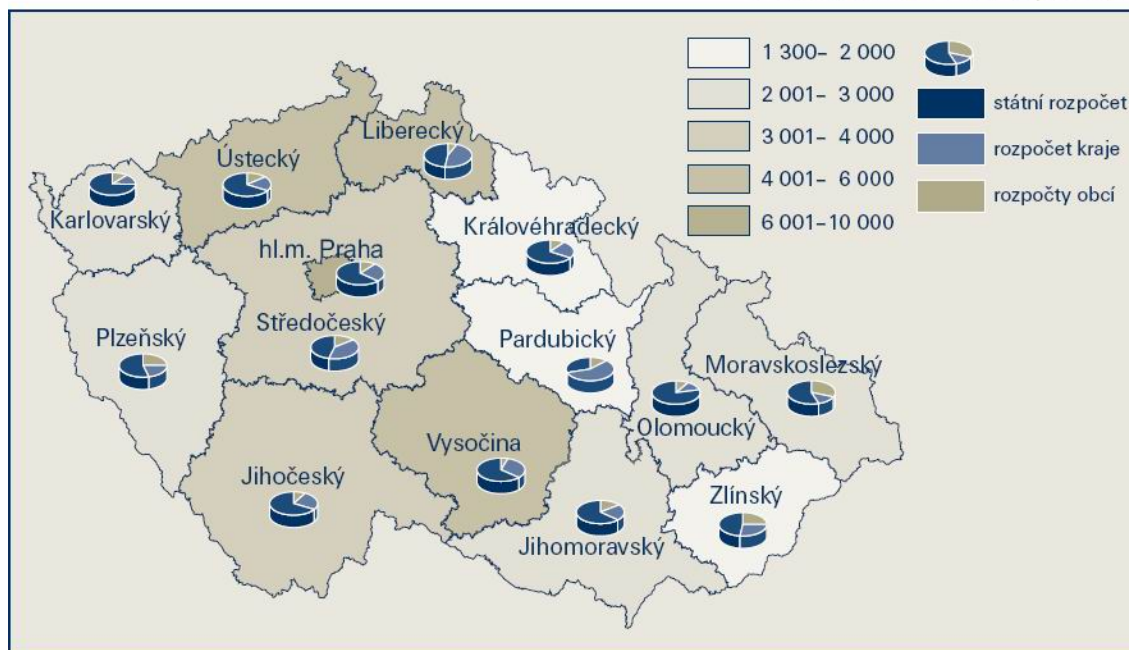 1 300– 2 000
2 001– 3 000
státní rozpočet
3 001– 4 000
rozpočet kraje
4 001– 6 000
rozpočty obcí
6 001–10 000
Liberecký
Ústecký
Karlovarský
Královéhradecký
hl.m. Praha
Středočeský
Plzeňský
Pardubický
Moravskoslezský
Olomoucký
Vysočina
Jihočeský
Zlínský
Jihomoravský